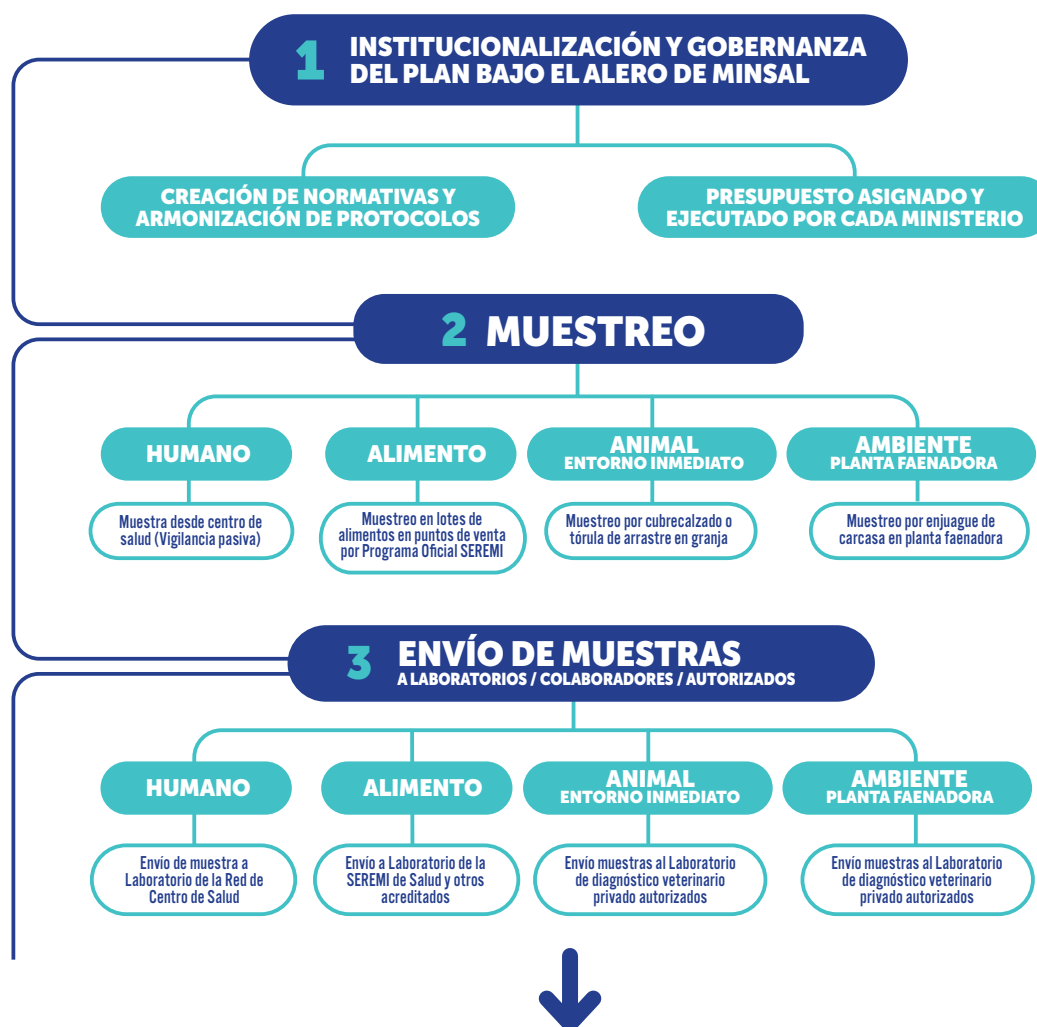 1 INSTITUCIONALIZACIÓN Y GOBERNANZA
DEL PLAN BAJO EL ALERO DE MINSAL
CREACIÓN DE NORMATIVAS Y
ARMONIZACIÓN DE PROTOCOLOS
PRESUPUESTO ASIGNADO Y
EJECUTADO POR CADA MINISTERIO
2 MUESTREO
HUMANO
Muestra desde centro de
salud (Vigilancia pasiva)
ALIMENTO
Muestreo en lotes de
alimentos en puntos de venta
por Programa Oficial SEREMI
ANIMAL
ENTORNO INMEDIATO
Muestreo por cubrecalzado o
tórula de arrastre en granja
AMBIENTE
PLANTA FAENADORA
Muestreo por enjuague de
carcasa en planta faenadora
3 ENVÍO DE MUESTRAS
A LABORATORIOS / COLABORADORES / AUTORIZADOS
HUMANO
Envío de muestra a
Laboratorio de la Red de
Centro de Salud
ALIMENTO
Envío a Laboratorio de la
SEREMI de Salud y otros
acreditados
ANIMAL
ENTORNO INMEDIATO
Envío muestras al Laboratorio
de diagnóstico veterinario
privado autorizados
AMBIENTE
PLANTA FAENADORA
Envío muestras al Laboratorio
de diagnóstico veterinario
privado autorizados